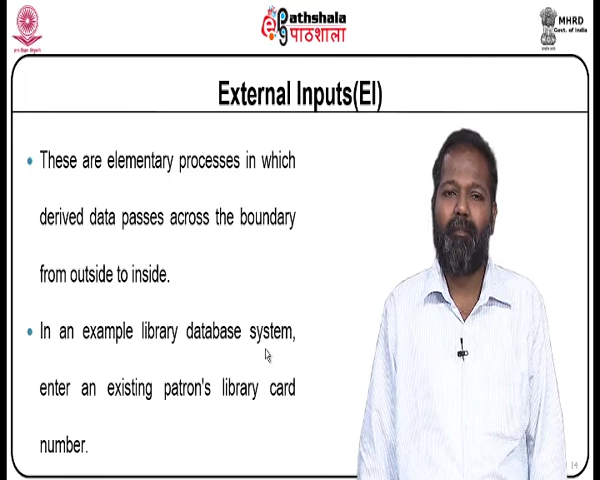 Pathshala
पाठशाला
MHRD
Govt. of India
External Inputs(EI)
These are elementary processes in which
derived data passes across the boundary
from outside to inside.
In an example library database system,
enter an existing patron's library card
number.
14